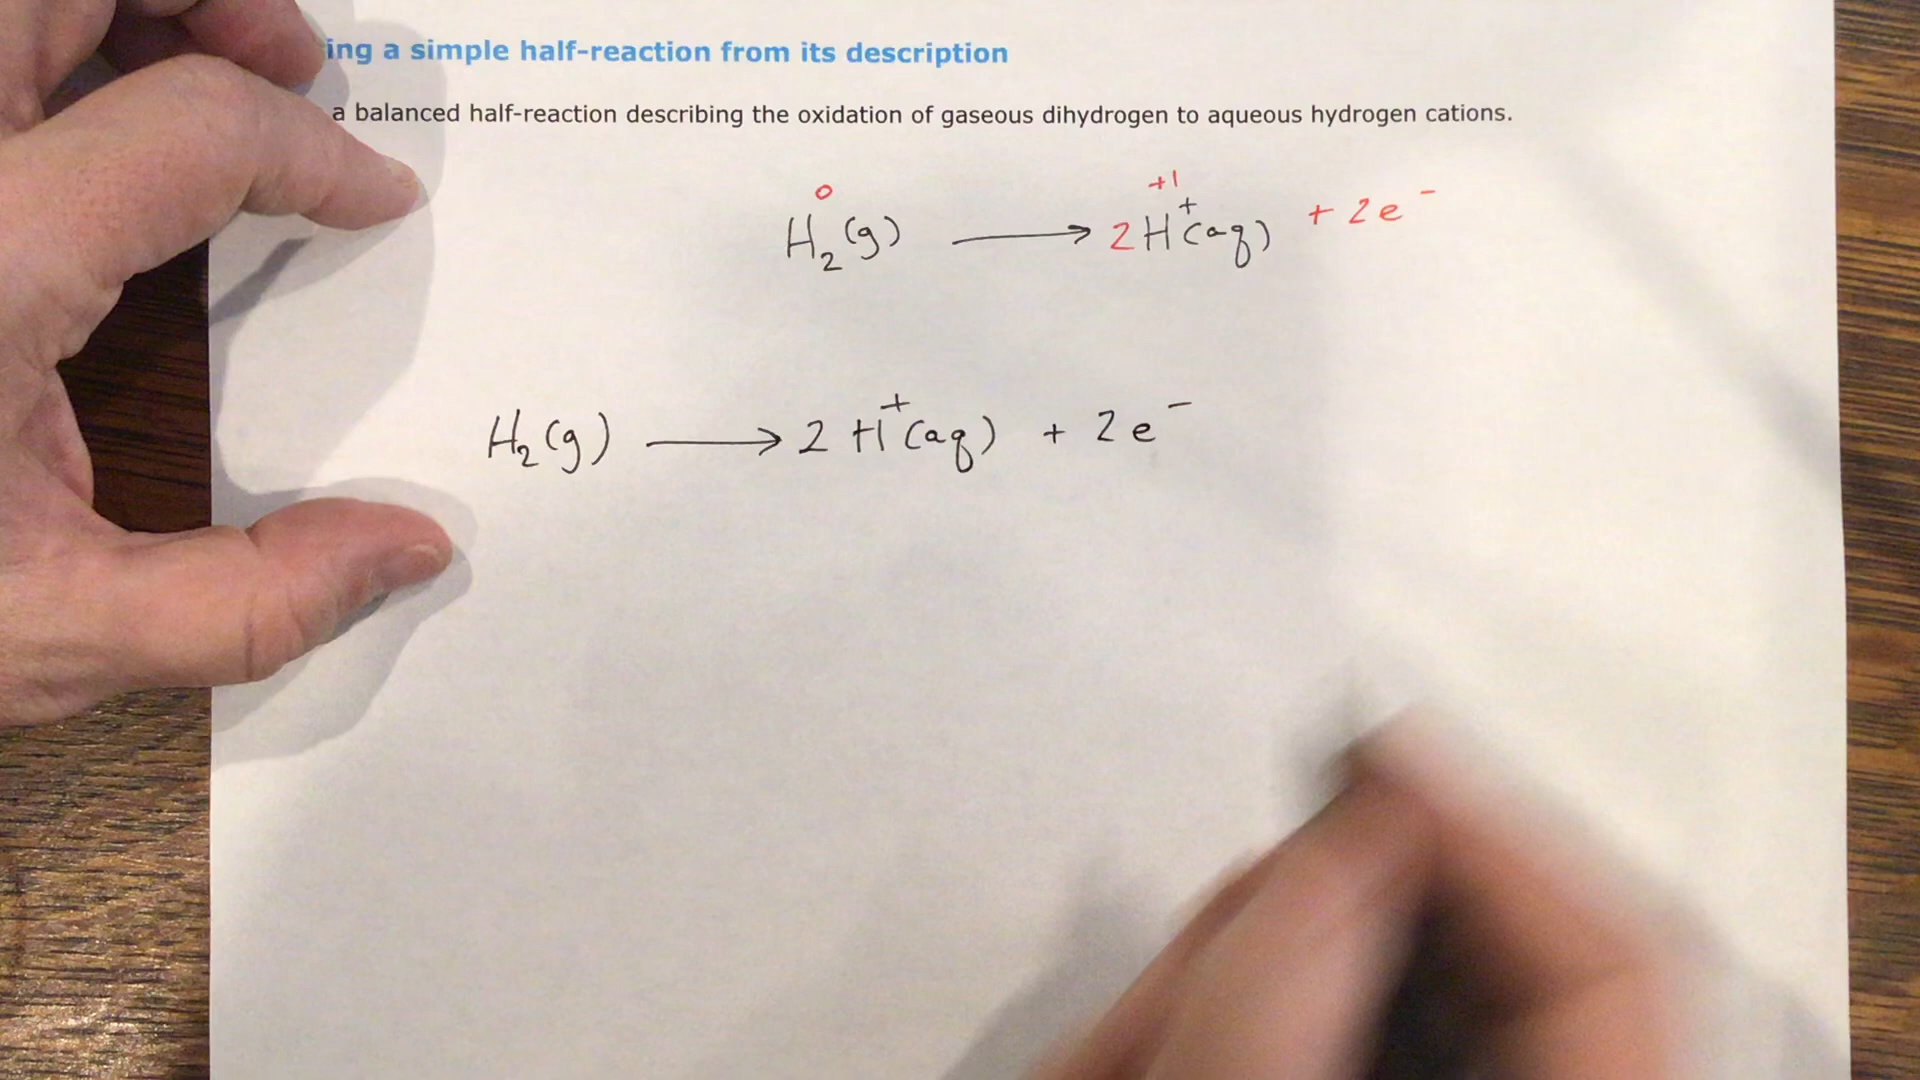 ing a simple half-reaction from its description
a balanced half-reaction describing the oxidation of gaseous dihydrogen to aqueous hydrogen cations.
0 +1
H₂(g) ⟶ 2H⁺(aq) + 2e⁻
H₂(g) ⟶ 2H⁺(aq) + 2e⁻